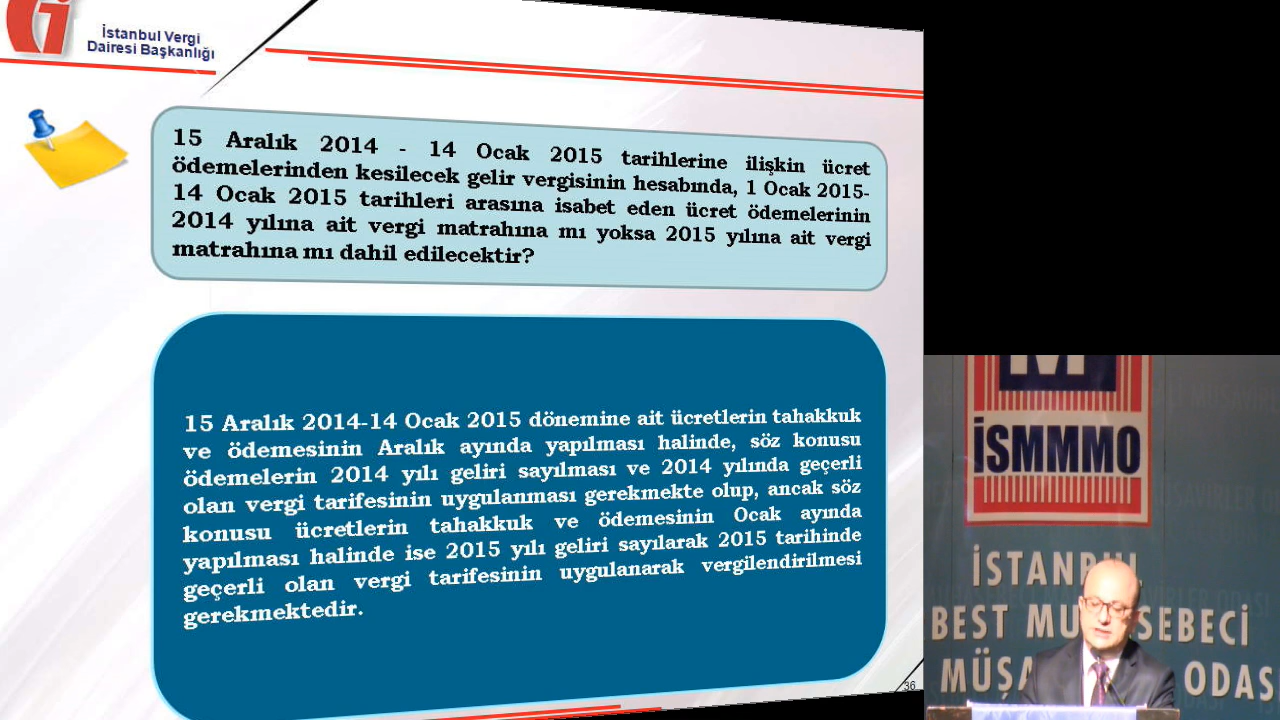 İstanbul Vergi
Dairesi Başkanlığı
15 Aralık 2014 - 14 Ocak 2015 tarihlerine ilişkin ücret
ödemelerinden kesilecek gelir vergisinin hesabında, 1 Ocak 2015-
14 Ocak 2015 tarihleri arasına isabet eden ücret ödemelerinin
2014 yılına ait vergi matrahına mı yoksa 2015 yılına ait vergi
matrahına mı dahil edilecektir?
15 Aralık 2014-14 Ocak 2015 dönemine ait ücretlerin tahakkuk
ve ödemesinin Aralık ayında yapılması halinde, söz konusu
ödemelerin 2014 yılı geliri sayılması ve 2014 yılında geçerli
olan vergi tarifesinin uygulanması gerekmekte olup, ancak söz
konusu ücretlerin tahakkuk ve ödemesinin Ocak ayında
yapılması halinde ise 2015 yılı geliri sayılarak 2015 tarihinde
geçerli olan vergi tarifesinin uygulanarak vergilendirilmesi
gerekmektedir.
36
İSMMMO
İSTANBUL
BEST MU SEBECİ
MÜŞA ODAS